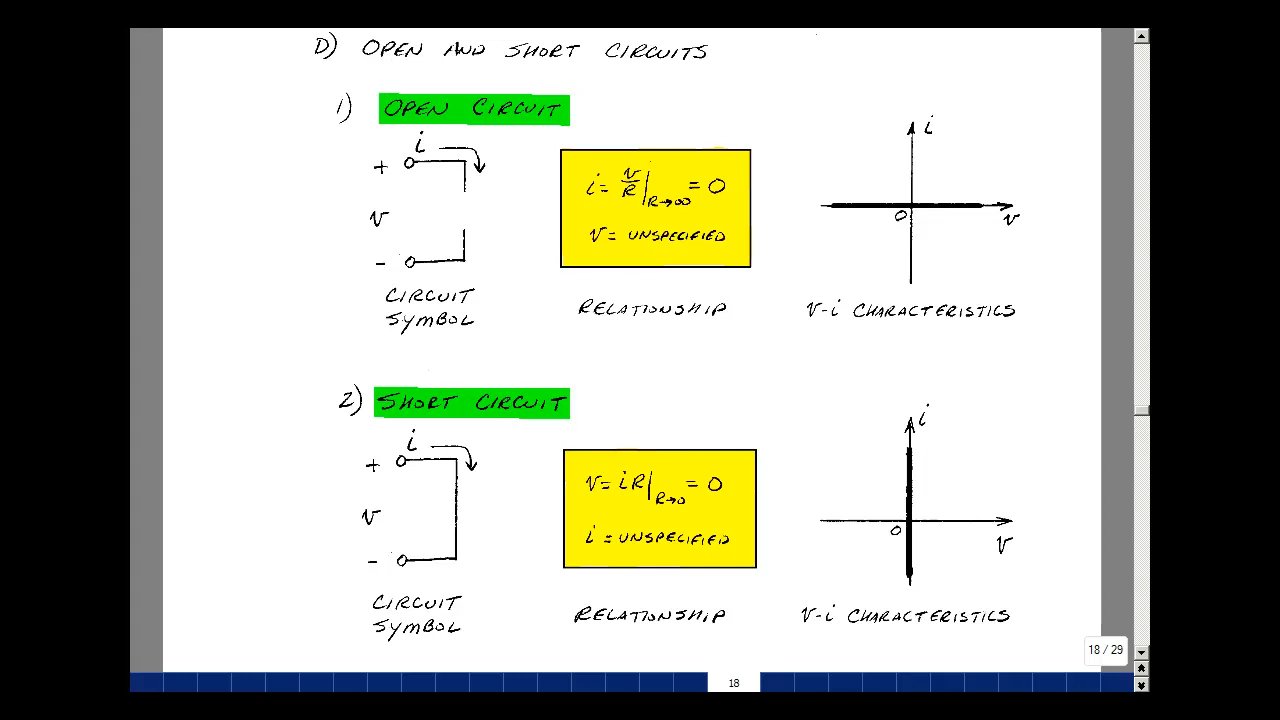 D) OPEN AND SHORT CIRCUITS
1) OPEN CIRCUIT
i
+
v
-
CIRCUIT
SYMBOL
i = v/R |R→∞ = 0
v = UNSPECIFIED
RELATIONSHIP
i
0
v
v-i CHARACTERISTICS
2) SHORT CIRCUIT
i
+
v
-
CIRCUIT
SYMBOL
v = iR |R→0 = 0
i = UNSPECIFIED
RELATIONSHIP
i
0
v
v-i CHARACTERISTICS
18 / 29
18